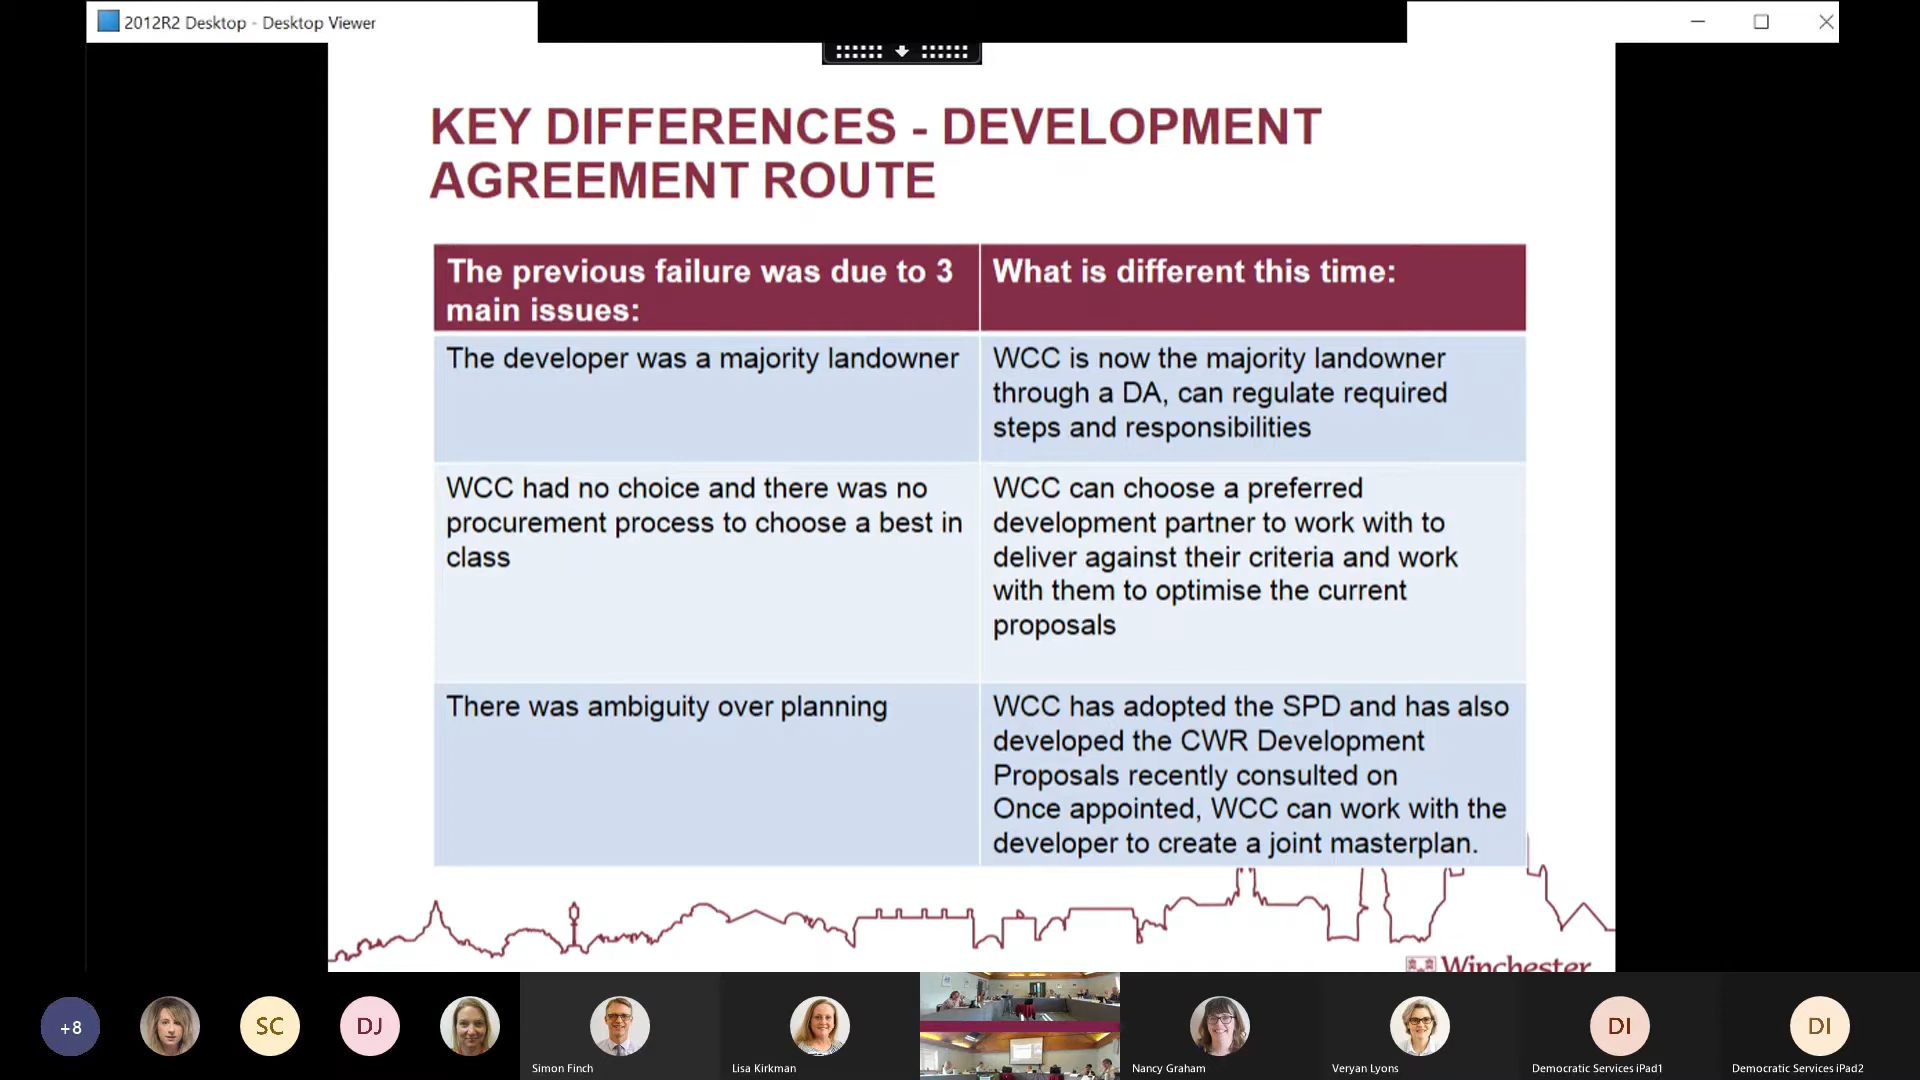 2012R2 Desktop - Desktop Viewer
KEY DIFFERENCES - DEVELOPMENT
AGREEMENT ROUTE
The previous failure was due to 3
main issues:
What is different this time:
The developer was a majority landowner
WCC is now the majority landowner
through a DA, can regulate required
steps and responsibilities
WCC had no choice and there was no
procurement process to choose a best in
class
WCC can choose a preferred
development partner to work with to
deliver against their criteria and work
with them to optimise the current
proposals
There was ambiguity over planning
WCC has adopted the SPD and has also
developed the CWR Development
Proposals recently consulted on
Once appointed, WCC can work with the
developer to create a joint masterplan.
Winchester
+8
SC
DJ
Simon Finch
Lisa Kirkman
Nancy Graham
Veryan Lyons
DI
Democratic Services iPad1
DI
Democratic Services iPad2